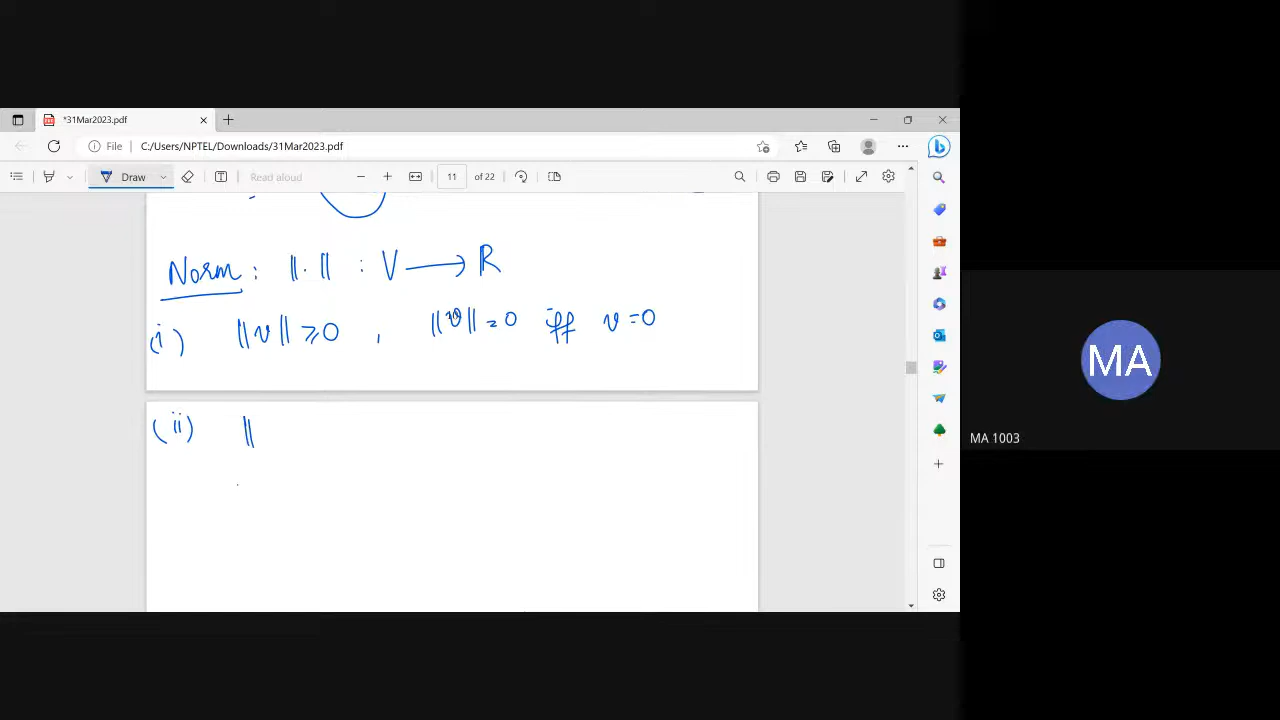 *31Mar2023.pdf
File C:/Users/NPTEL/Downloads/31Mar2023.pdf
Draw Read aloud 11 of 22
Norm : ||·|| : V → R
(i) ||v|| ≥ 0 , ||v|| = 0 iff v = 0
(ii) ||
MA
MA 1003